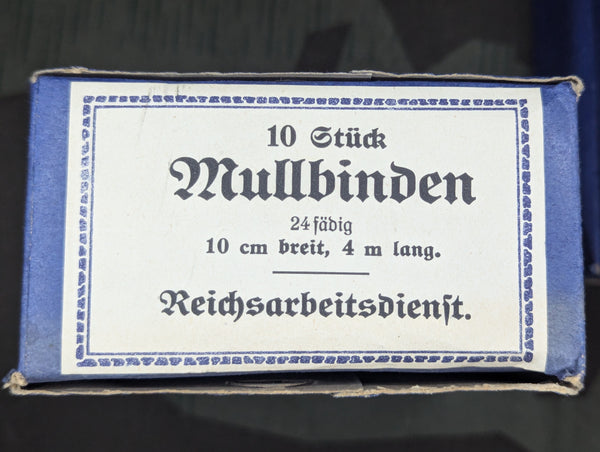 10 Stück
Mullbinden
24 fädig
10 cm breit, 4 m lang.
Reichsarbeitsdienst.